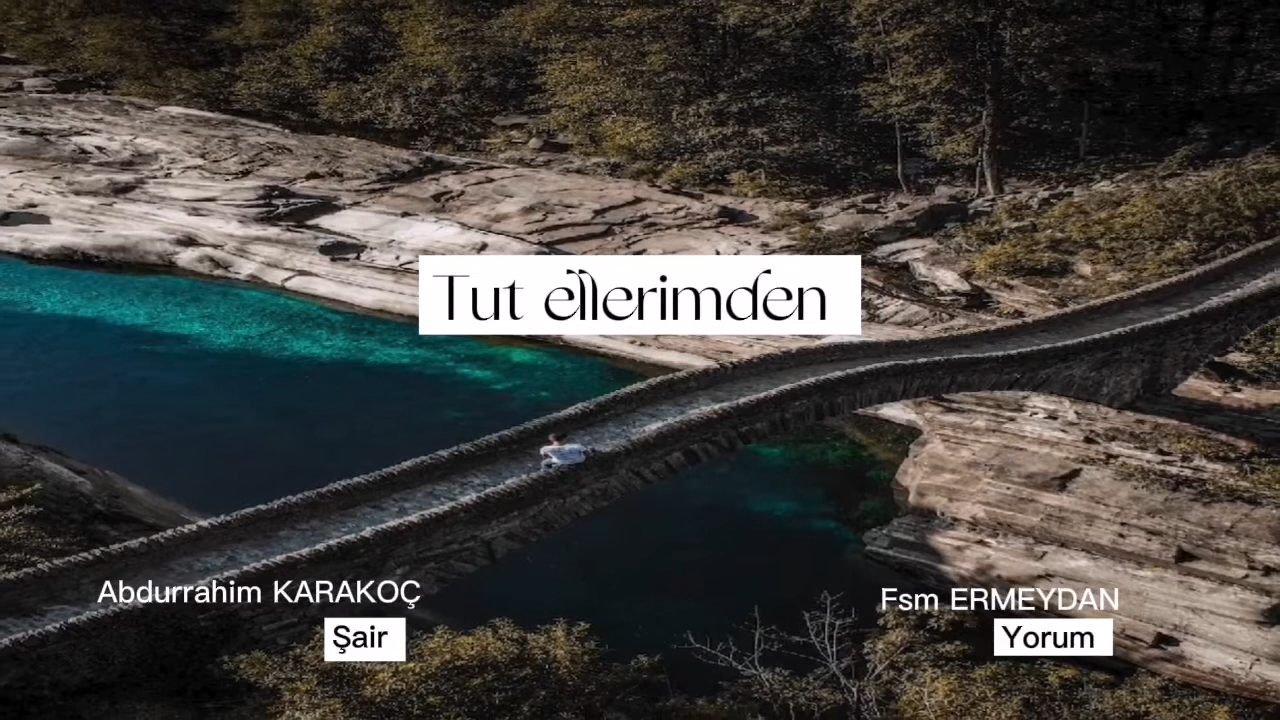 Tut ellerimden
Abdurrahim KARAKOÇ
Şair
Fsm ERMEYDAN
Yorum